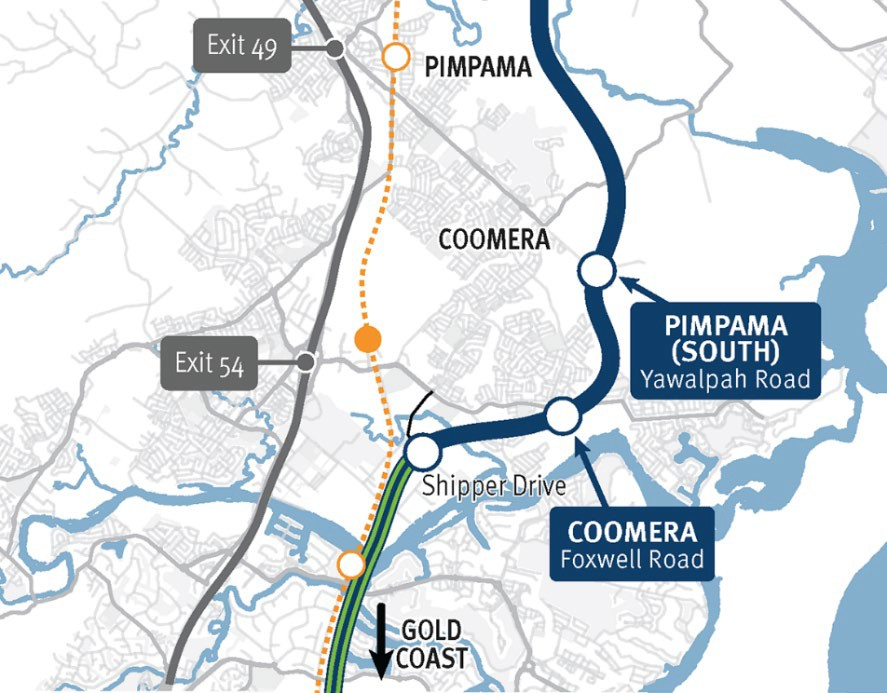 Exit 49
PIMPAMA
COOMERA
PIMPAMA
(SOUTH)
Yawalpah Road
Exit 54
Shipper Drive
COOMERA
Foxwell Road
GOLD
COAST